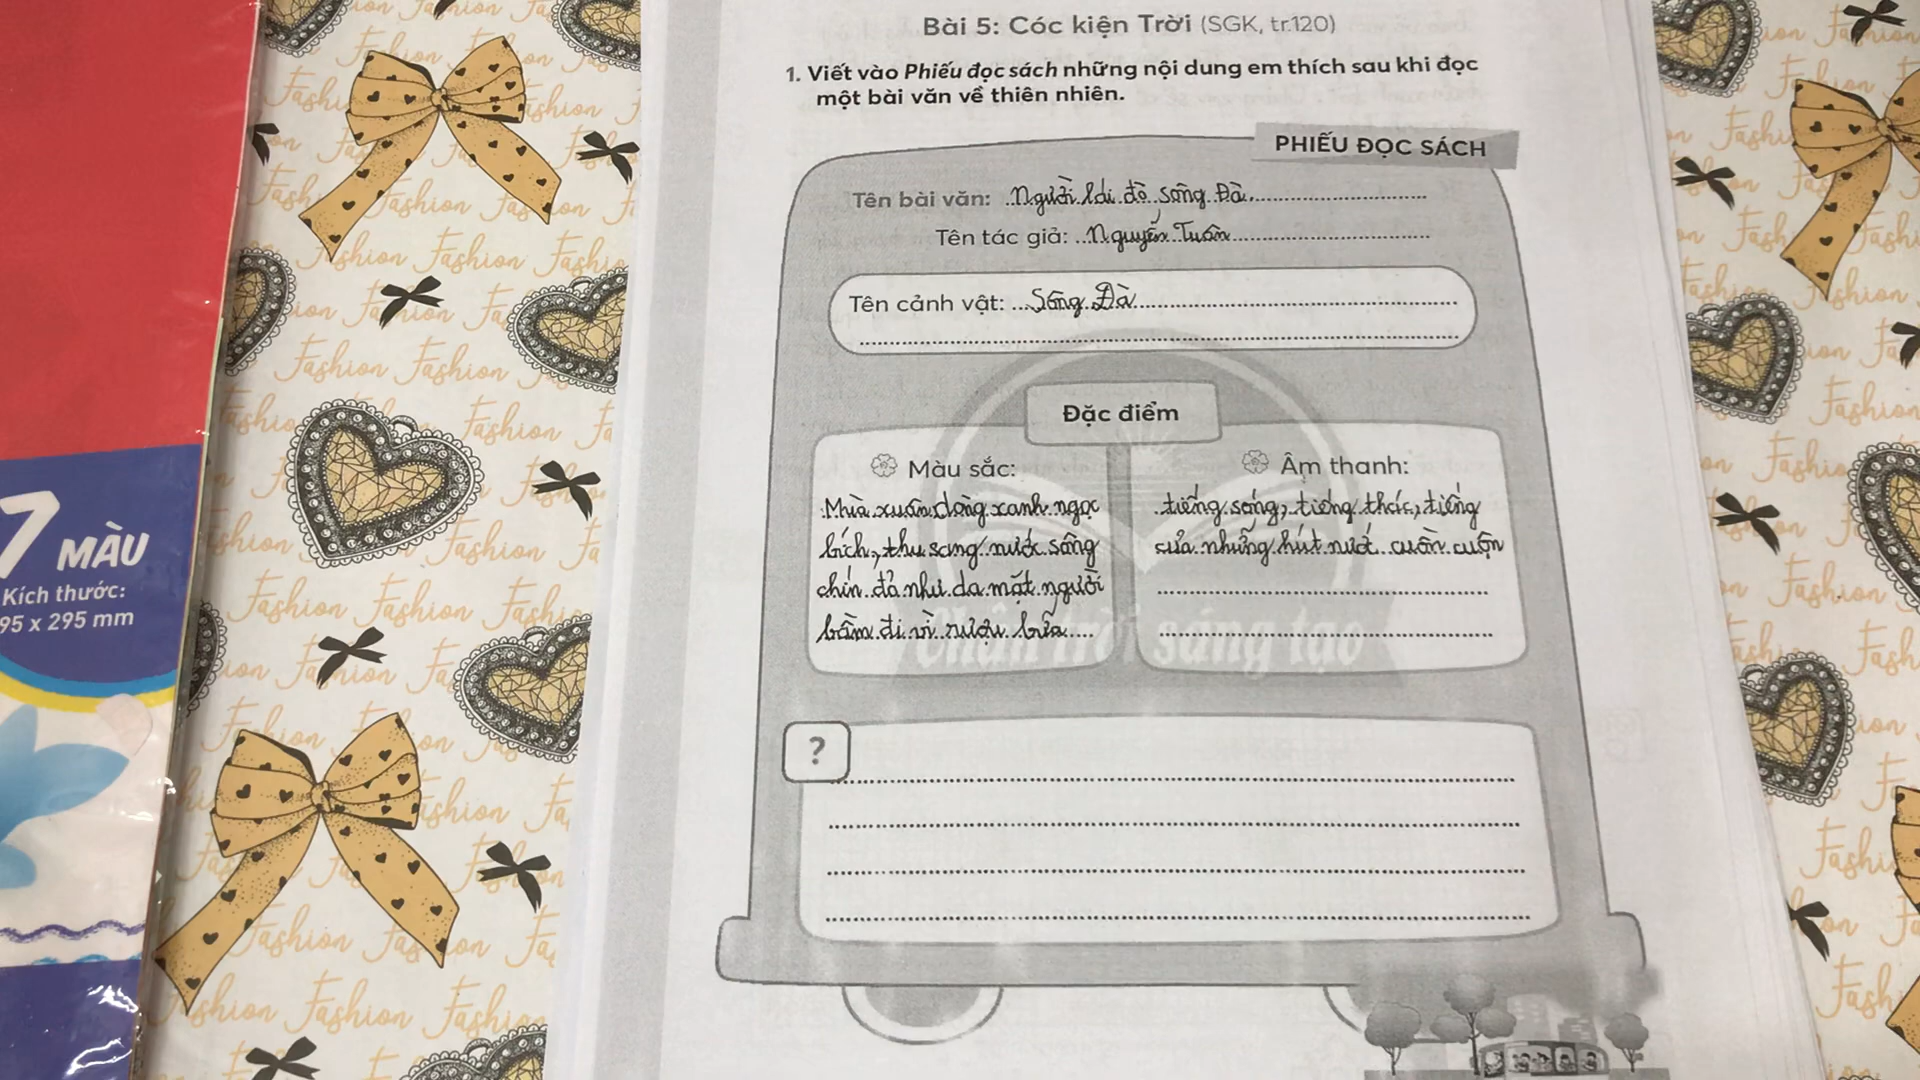 Bài 5: Cóc kiện Trời (SGK, tr.120)
1. Viết vào Phiếu đọc sách những nội dung em thích sau khi đọc
một bài văn về thiên nhiên.
PHIẾU ĐỌC SÁCH
Tên bài văn: Người lái đò sông Đà
Tên tác giả: Nguyễn Tuân
Tên cảnh vật: Sông Đà
Đặc điểm
Màu sắc:
Mùa xuân dòng xanh ngọc
bích, thu sang nước sông
chín đỏ như da mặt người
bầm đi vì rượu bữa
Âm thanh:
tiếng sóng, tiếng thác, tiếng
của những hút nước cuồn cuộn
Chân trời sáng tạo
?
7 MÀU
Kích thước:
95 x 295 mm
Fashion Fashion Fashion